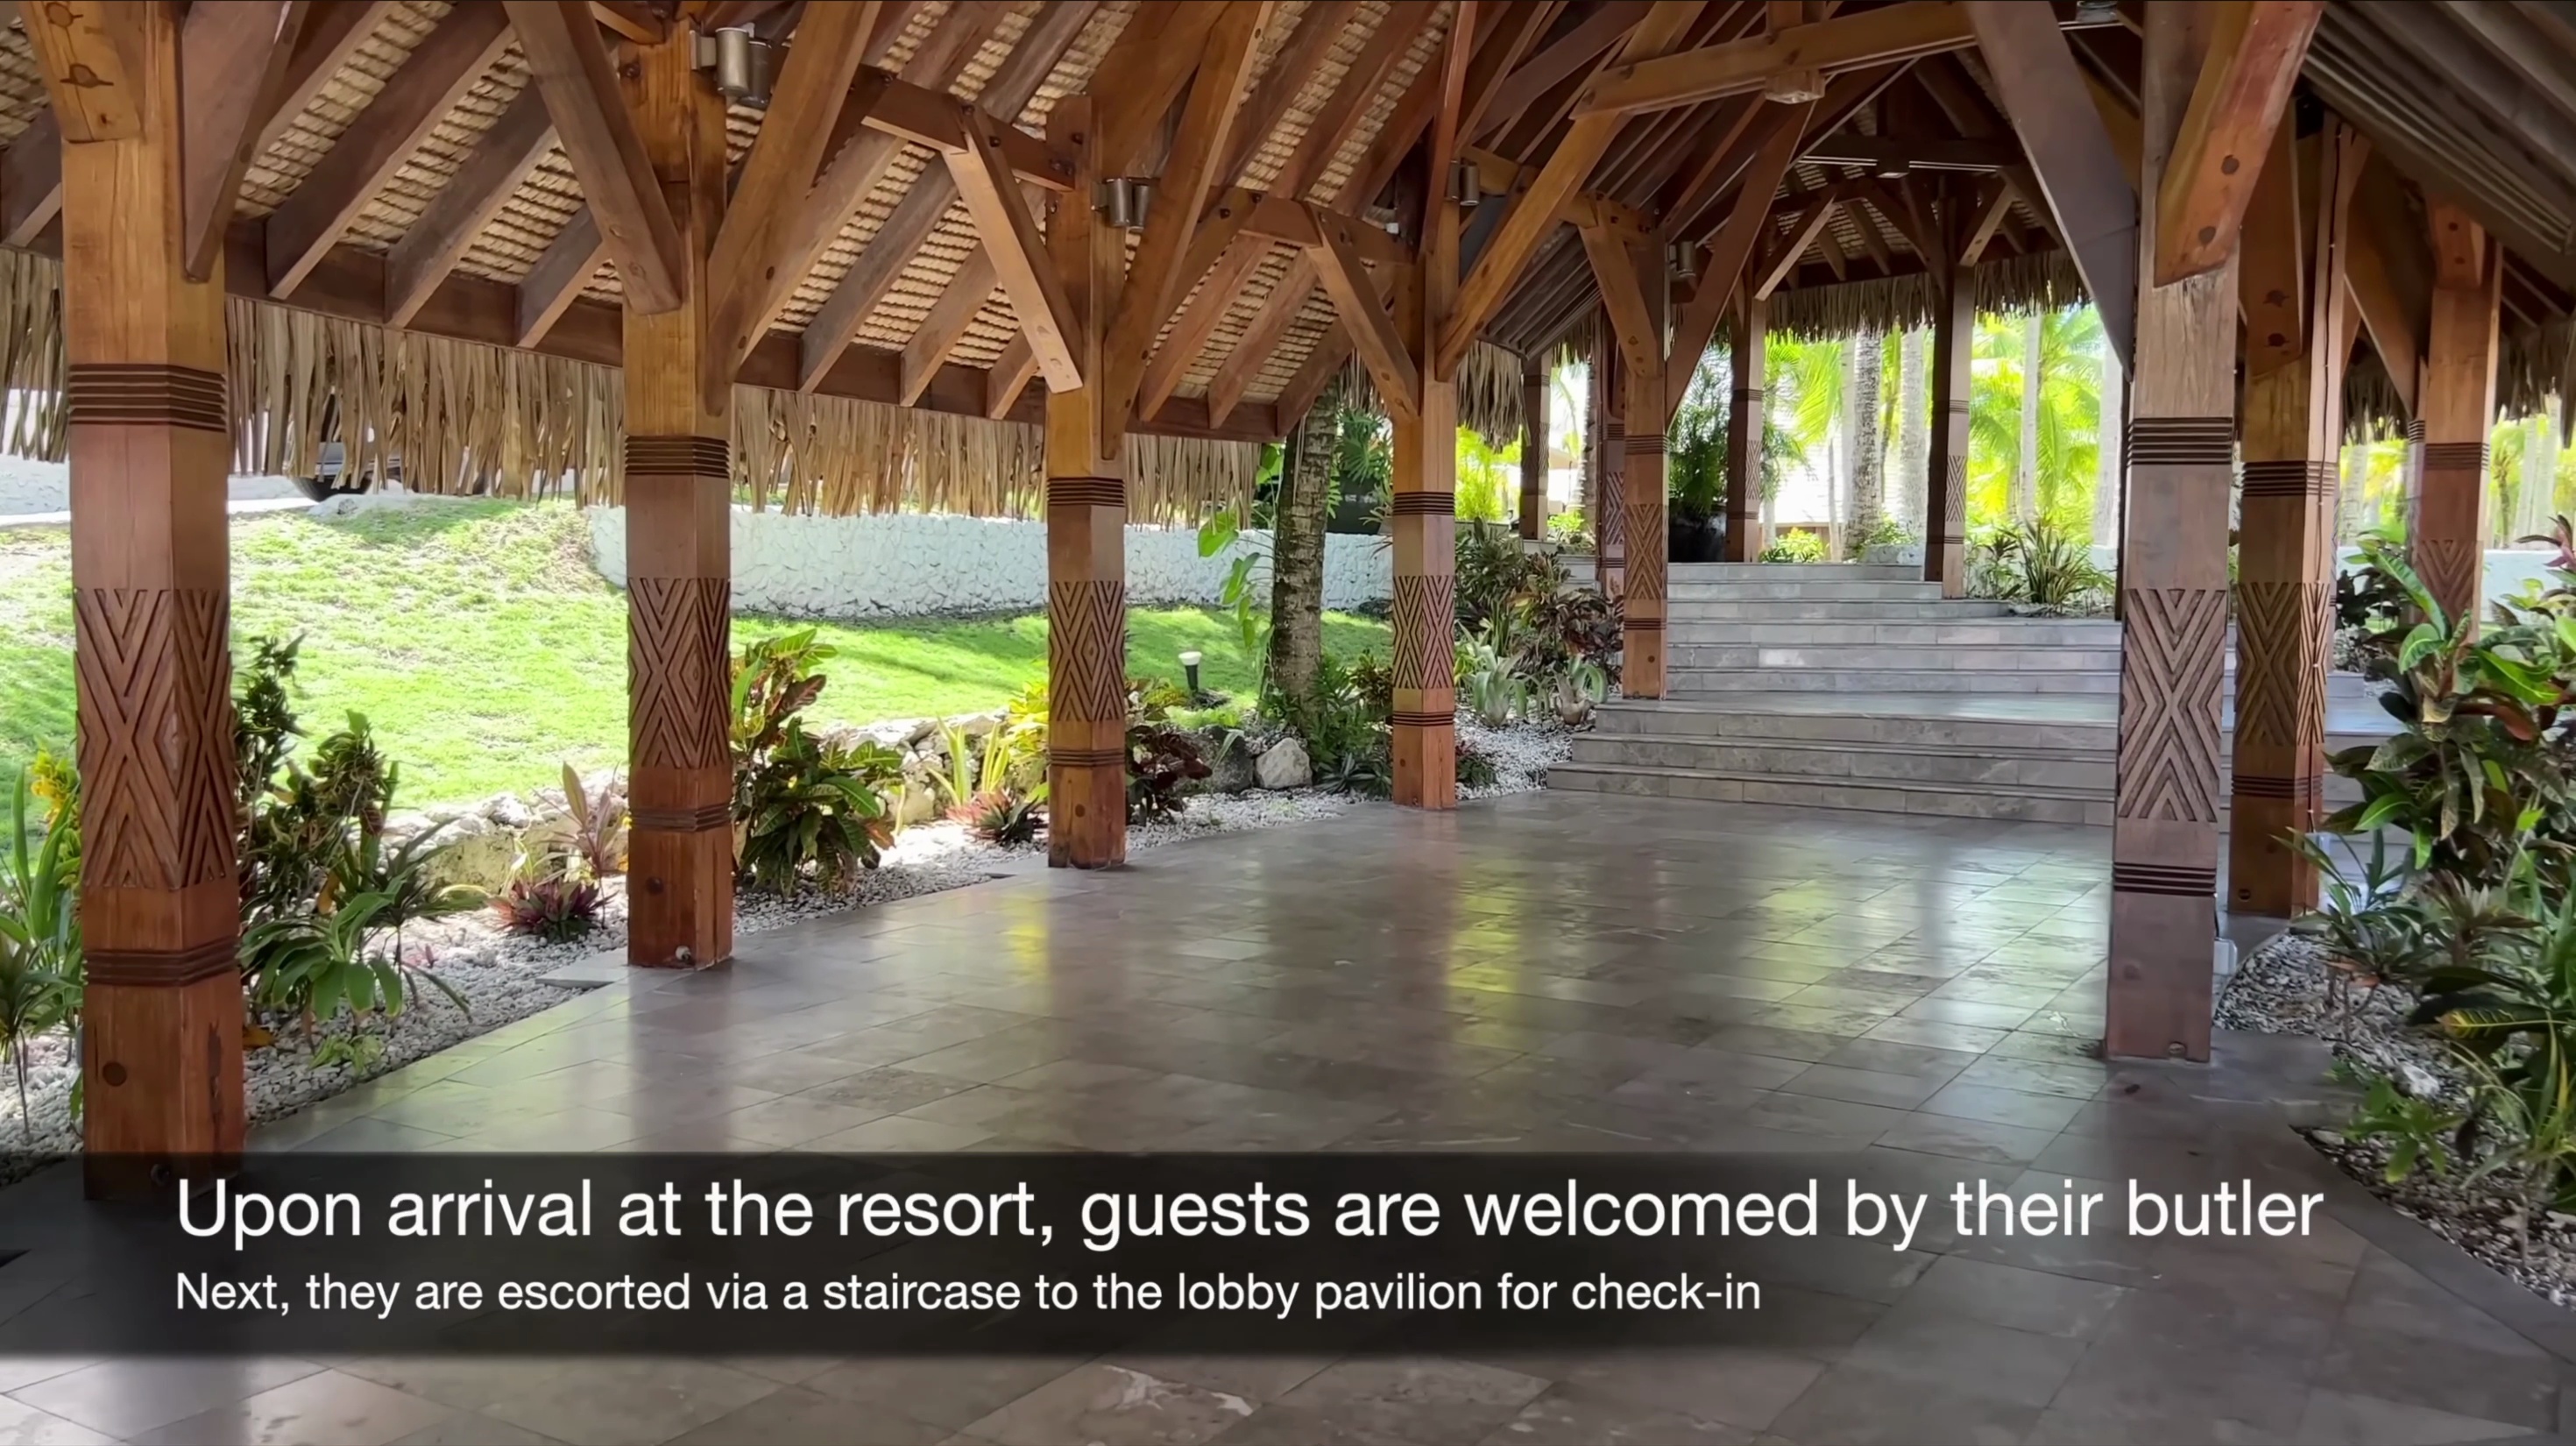 Upon arrival at the resort, guests are welcomed by their butler
Next, they are escorted via a staircase to the lobby pavilion for check-in